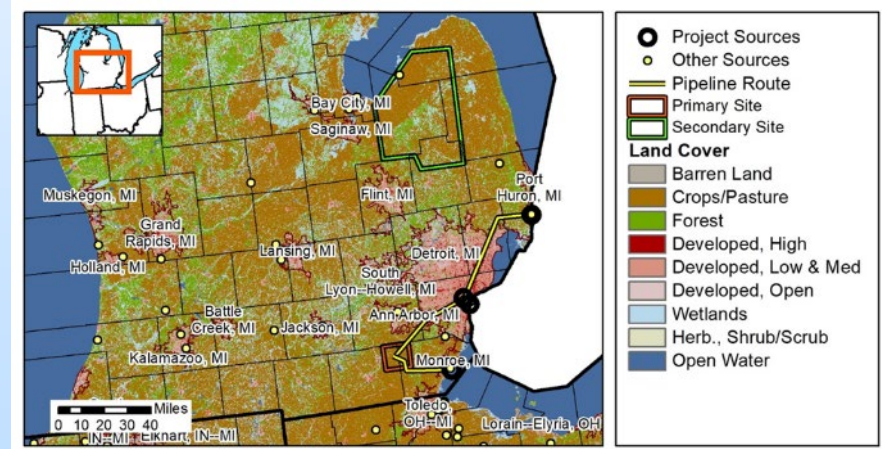 Bay City, MI
Saginaw, MI
Muskegon, MI
Flint, MI
Port
Huron, MI
Grand
Rapids, MI
Lansing, MI
Detroit, MI
Holland, MI
South
Lyon--Howell, MI
Battle
Creek, MI
Jackson, MI
Ann Arbor, MI
Kalamazoo, MI
Monroe, MI
Miles
0 10 20 40
Toledo,
OH--MI
IN--MI
Elkhart, IN--MI
Lorain--Elyria, OH
Project Sources
Other Sources
Pipeline Route
Primary Site
Secondary Site
Land Cover
Barren Land
Crops/Pasture
Forest
Developed, High
Developed, Low & Med
Developed, Open
Wetlands
Herb., Shrub/Scrub
Open Water